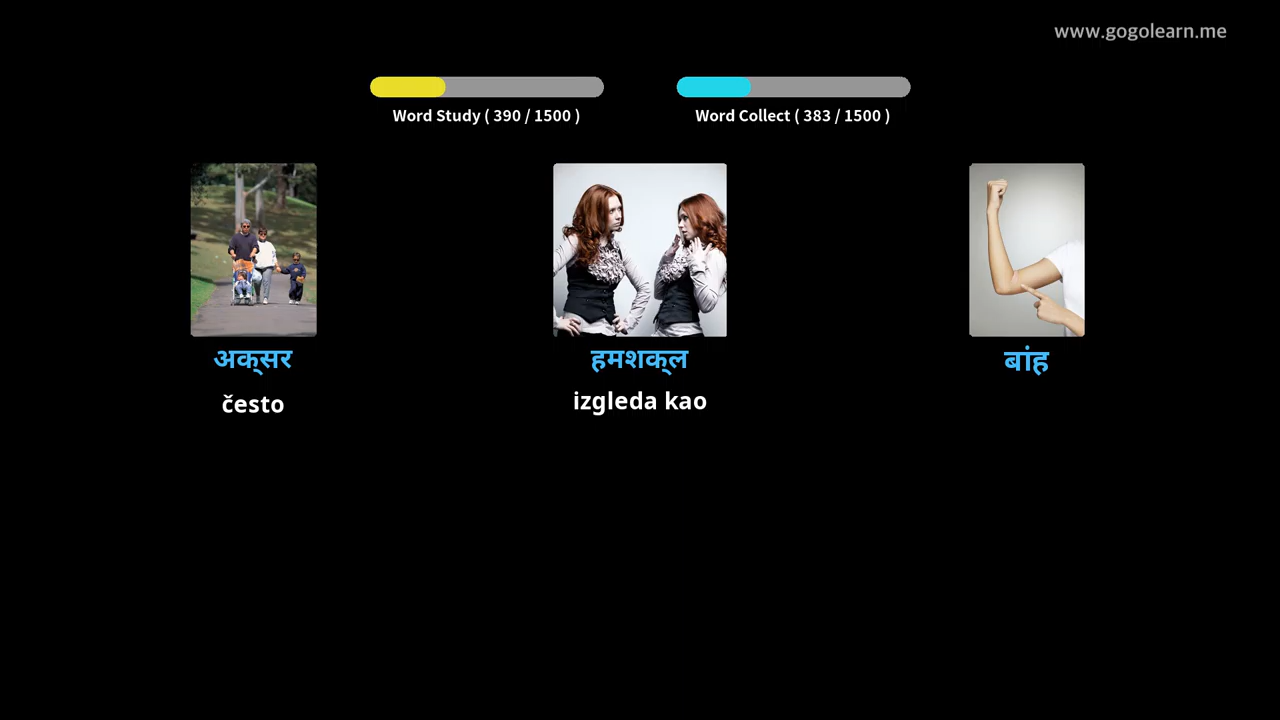 www.gogolearn.me
Word Study ( 390 / 1500 )
Word Collect ( 383 / 1500 )
अक्सर
हमशक्ल
बांह
često
izgleda kao